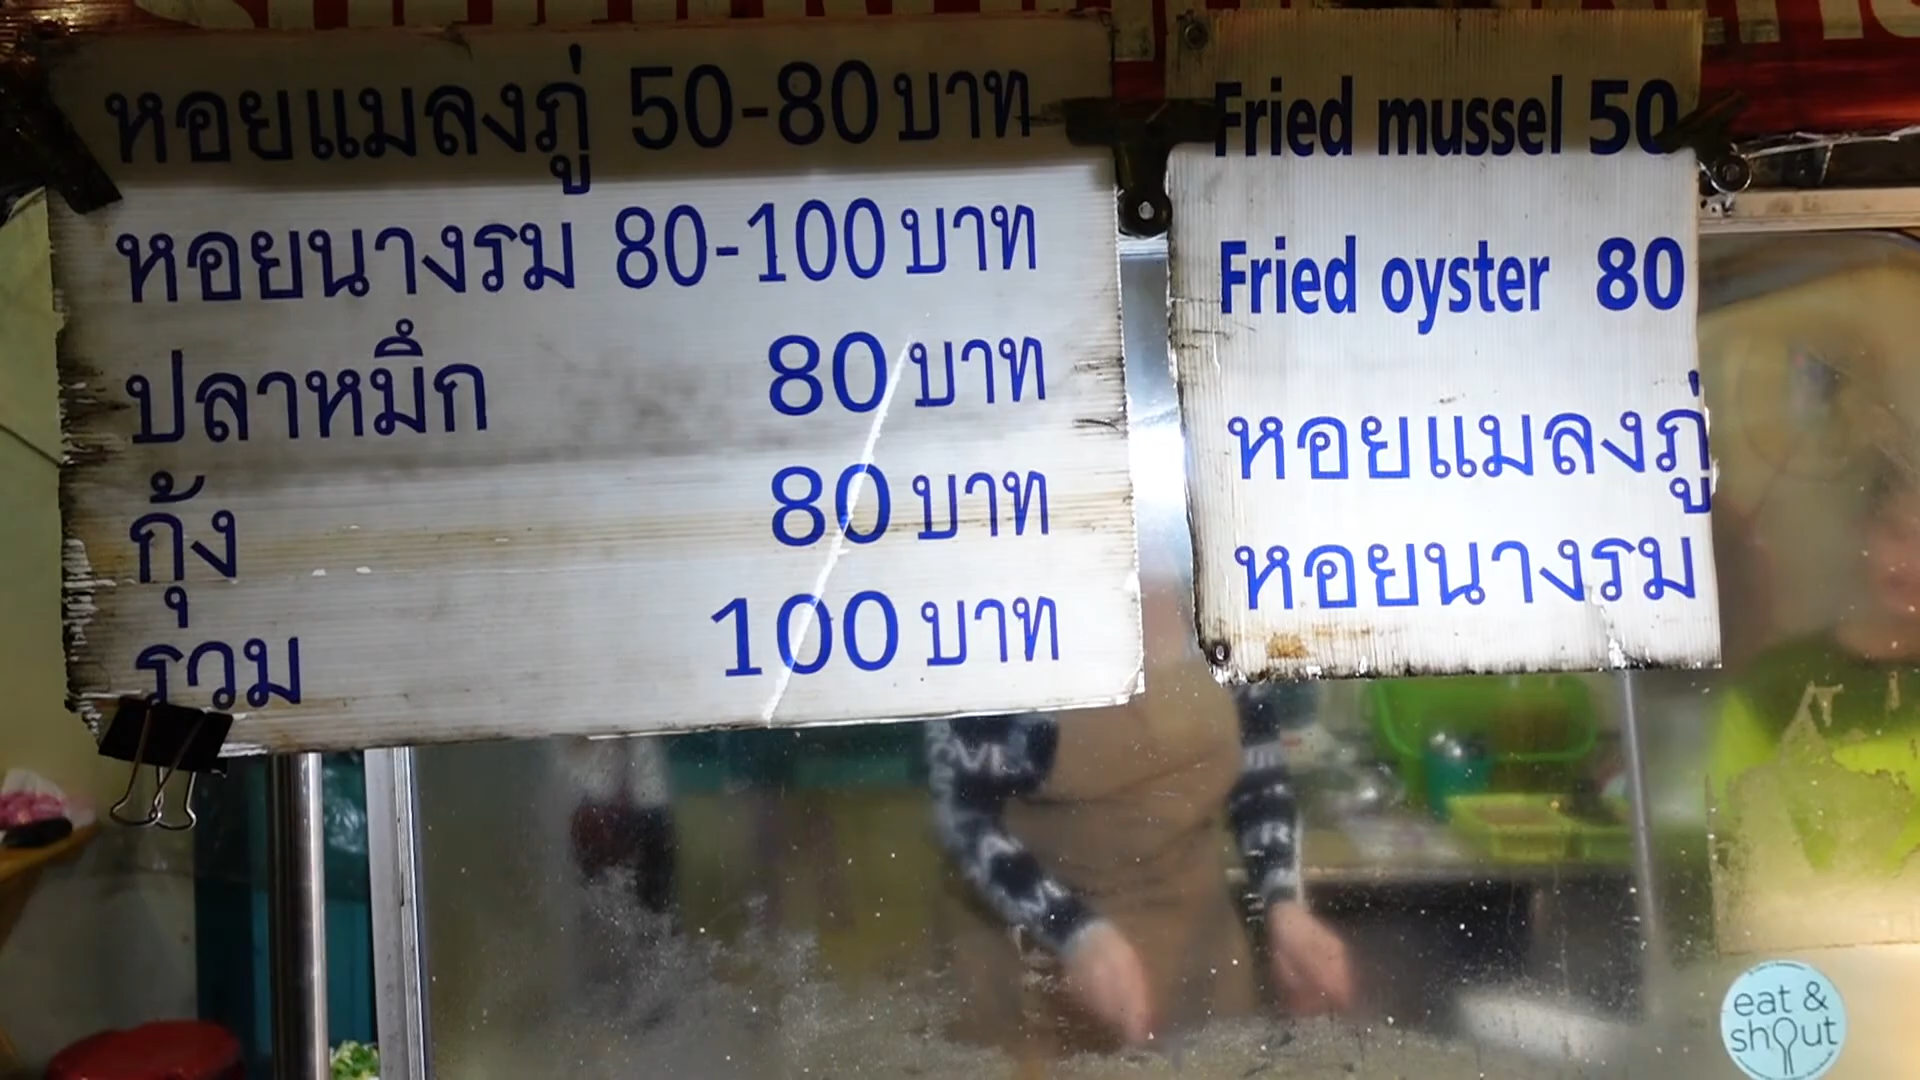 หอยแมลงภู่ 50-80 บาท
หอยนางรม 80-100 บาท
ปลาหมึก 80 บาท
กุ้ง 80 บาท
รวม 100 บาท
Fried mussel 50
Fried oyster 80
หอยแมลงภู่
หอยนางรม
eat &
shout